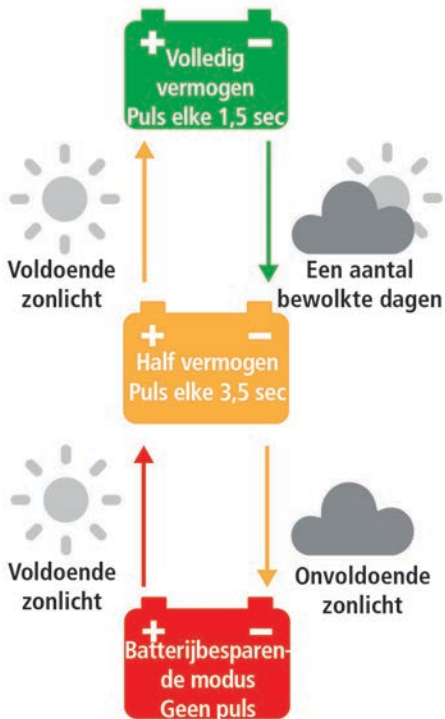 + −
Volledig
vermogen
Puls elke 1,5 sec
Voldoende
zonlicht
Een aantal
bewolkte dagen
+ −
Half vermogen
Puls elke 3,5 sec
Voldoende
zonlicht
Onvoldoende
zonlicht
+ −
Batterijbesparen-
de modus
Geen puls